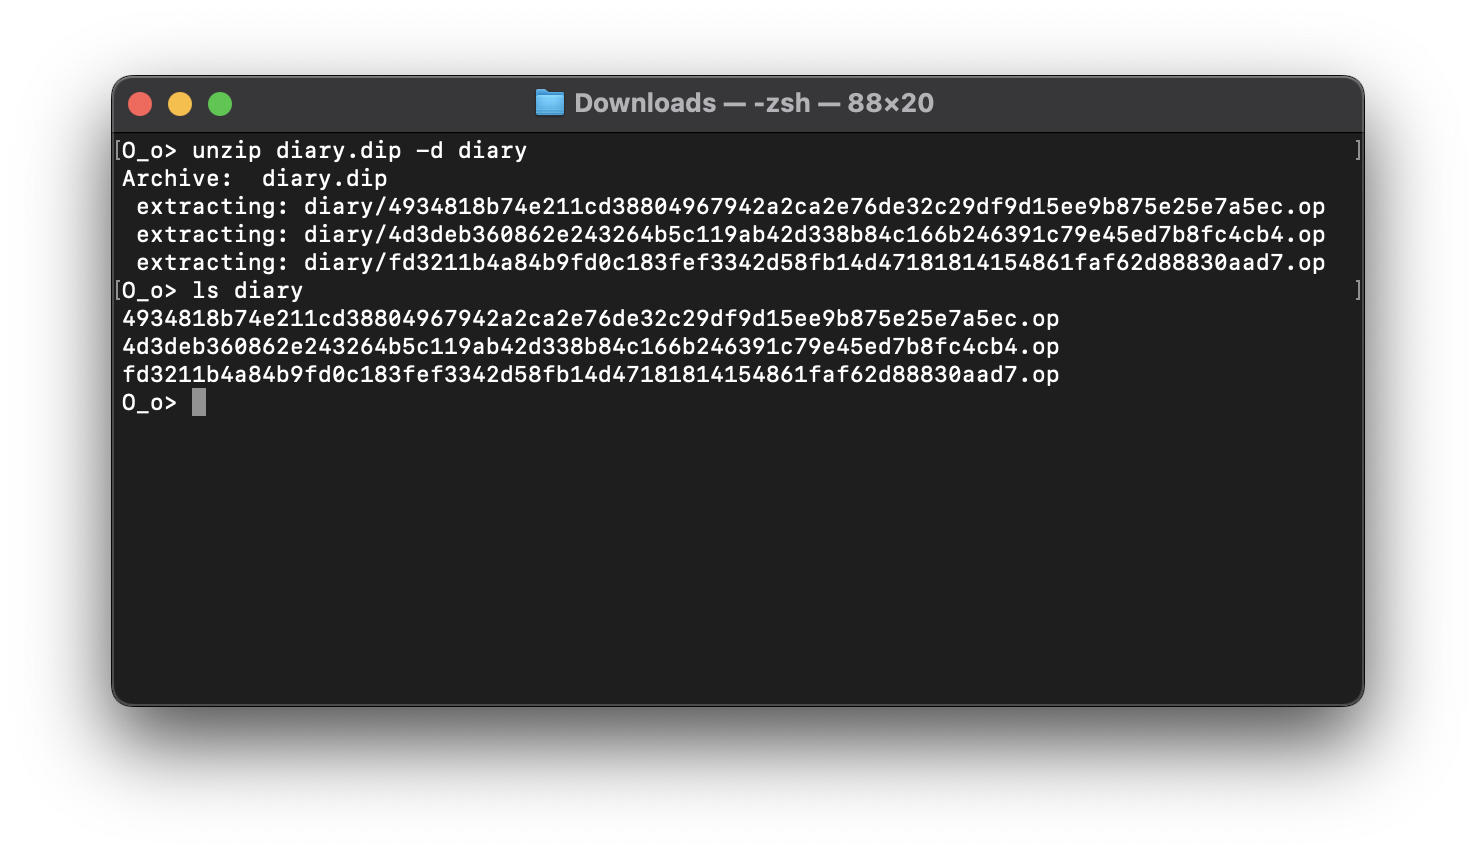 Downloads — -zsh — 88×20
[O_o> unzip diary.dip -d diary ]
Archive:  diary.dip
 extracting: diary/4934818b74e211cd38804967942a2ca2e76de32c29df9d15ee9b875e25e7a5ec.op
 extracting: diary/4d3deb360862e243264b5c119ab42d338b84c166b246391c79e45ed7b8fc4cb4.op
 extracting: diary/fd3211b4a84b9fd0c183fef3342d58fb14d47181814154861faf62d88830aad7.op
[O_o> ls diary ]
4934818b74e211cd38804967942a2ca2e76de32c29df9d15ee9b875e25e7a5ec.op
4d3deb360862e243264b5c119ab42d338b84c166b246391c79e45ed7b8fc4cb4.op
fd3211b4a84b9fd0c183fef3342d58fb14d47181814154861faf62d88830aad7.op
O_o>